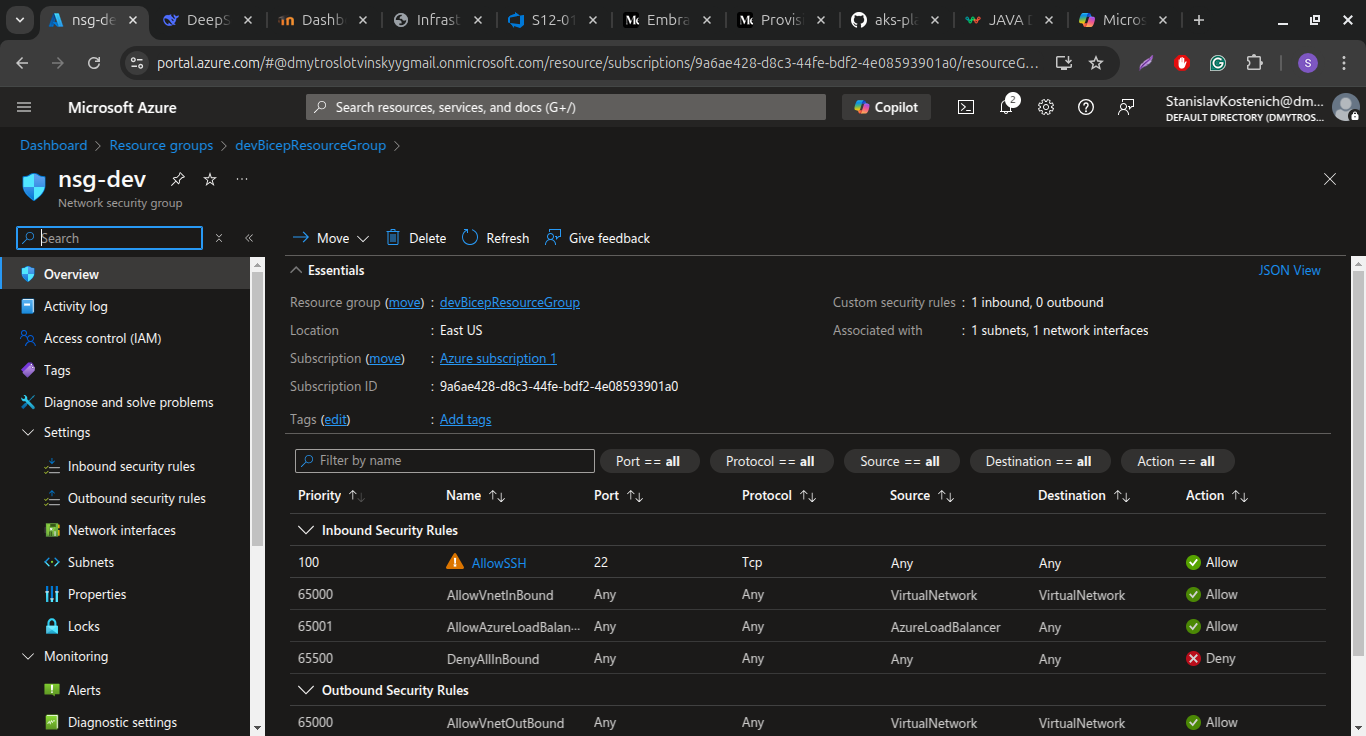 nsg-de
DeepS
Dashb
Infrast
S12-01
Embra
Provisi
aks-pla
JAVA D
Micros
portal.azure.com/#@dmytroslotvinskyygmail.onmicrosoft.com/resource/subscriptions/9a6ae428-d8c3-44fe-bdf2-4e08593901a0/resourceG...
S
Microsoft Azure
Search resources, services, and docs (G+/)
Copilot
2
StanislavKostenich@dm...
DEFAULT DIRECTORY (DMYTROS...
Dashboard > Resource groups > devBicepResourceGroup >
nsg-dev
Network security group
Search
Move Delete Refresh Give feedback
Overview
Activity log
Access control (IAM)
Tags
Diagnose and solve problems
Settings
Inbound security rules
Outbound security rules
Network interfaces
Subnets
Properties
Locks
Monitoring
Alerts
Diagnostic settings
Essentials JSON View
Resource group (move) : devBicepResourceGroup
Location : East US
Subscription (move) : Azure subscription 1
Subscription ID : 9a6ae428-d8c3-44fe-bdf2-4e08593901a0
Tags (edit) : Add tags
Custom security rules : 1 inbound, 0 outbound
Associated with : 1 subnets, 1 network interfaces
Filter by name Port == all Protocol == all Source == all Destination == all Action == all
Priority Name Port Protocol Source Destination Action
Inbound Security Rules
100 AllowSSH 22 Tcp Any Any Allow
65000 AllowVnetInBound Any Any VirtualNetwork VirtualNetwork Allow
65001 AllowAzureLoadBalan... Any Any AzureLoadBalancer Any Allow
65500 DenyAllInBound Any Any Any Any Deny
Outbound Security Rules
65000 AllowVnetOutBound Any Any VirtualNetwork VirtualNetwork Allow